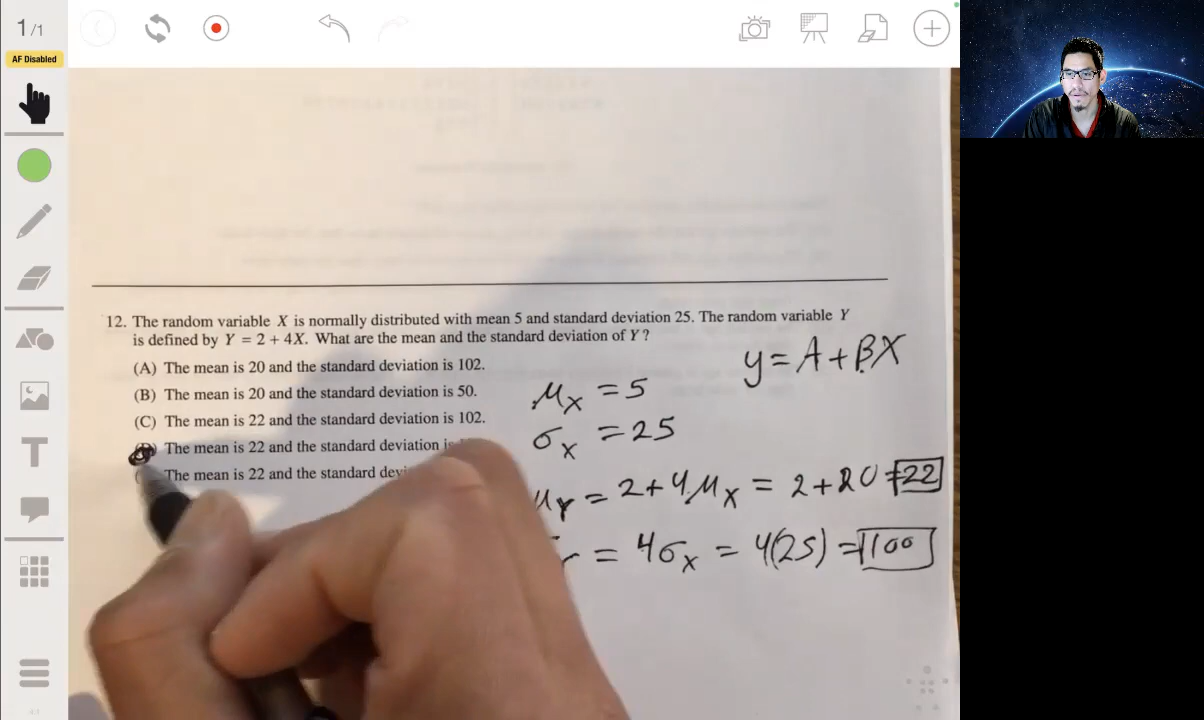 1/1
AF Disabled
12. The random variable X is normally distributed with mean 5 and standard deviation 25. The random variable Y
is defined by Y = 2 + 4X. What are the mean and the standard deviation of Y?
(A) The mean is 20 and the standard deviation is 102.
(B) The mean is 20 and the standard deviation is 50.
(C) The mean is 22 and the standard deviation is 102.
The mean is 22 and the standard deviation is
The mean is 22 and the standard
y = A + BX
μx = 5
σx = 25
μY = 2 + 4μx = 2 + 20 = 22
= 4σx = 4(25) = 100
T